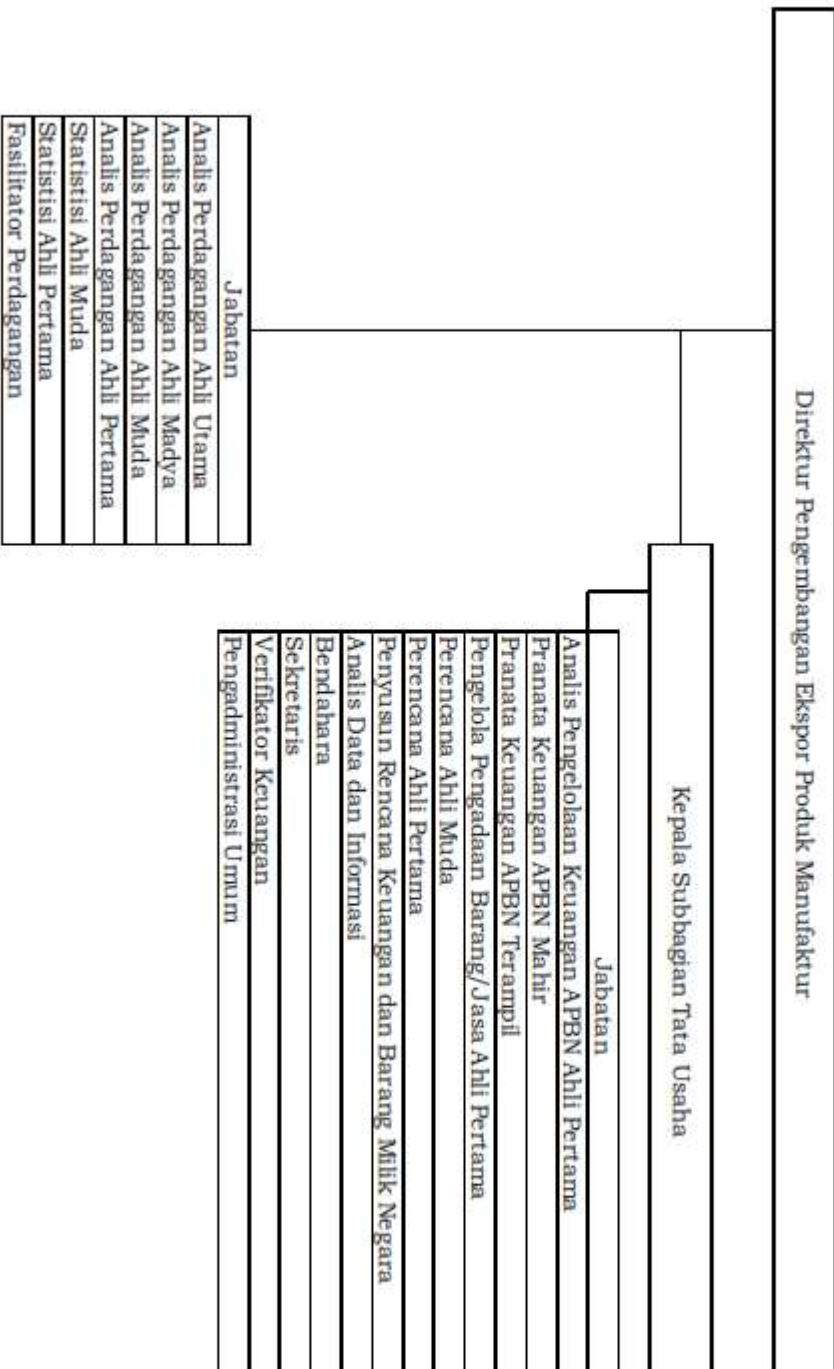 Direktur Pengembangan Ekspor Produk Manufaktur
Kepala Subbagian Tata Usaha
Jabatan
Analis Pengelolaan Keuangan APBN Ahli Pertama
Pranata Keuangan APBN Mahir
Pranata Keuangan APBN Terampil
Pengelola Pengadaan Barang/Jasa Ahli Pertama
Perencana Ahli Muda
Perencana Ahli Pertama
Penyusun Rencana Keuangan dan Barang Milik Negara
Analis Data dan Informasi
Bendahara
Sekretaris
Verifikator Keuangan
Pengadministrasi Umum
Jabatan
Analis Perdagangan Ahli Utama
Analis Perdagangan Ahli Madya
Analis Perdagangan Ahli Muda
Analis Perdagangan Ahli Pertama
Statistisi Ahli Muda
Statistisi Ahli Pertama
Fasilitator Perdagangan